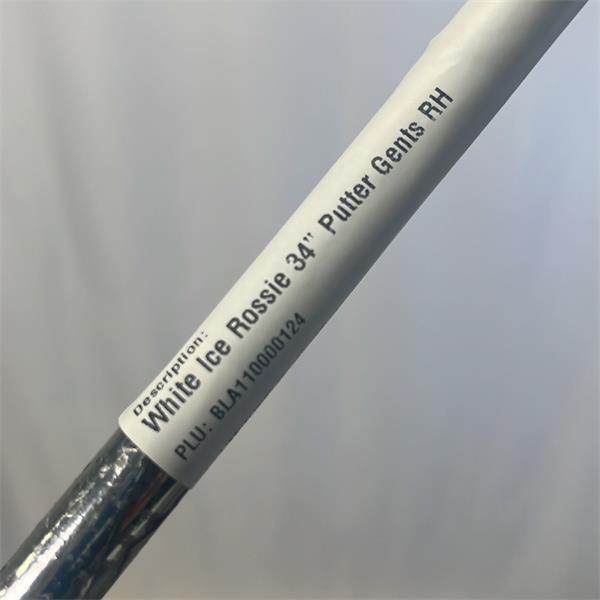 Description:
White Ice Rossie 34" Putter Gents RH
PLU: BLA110000124